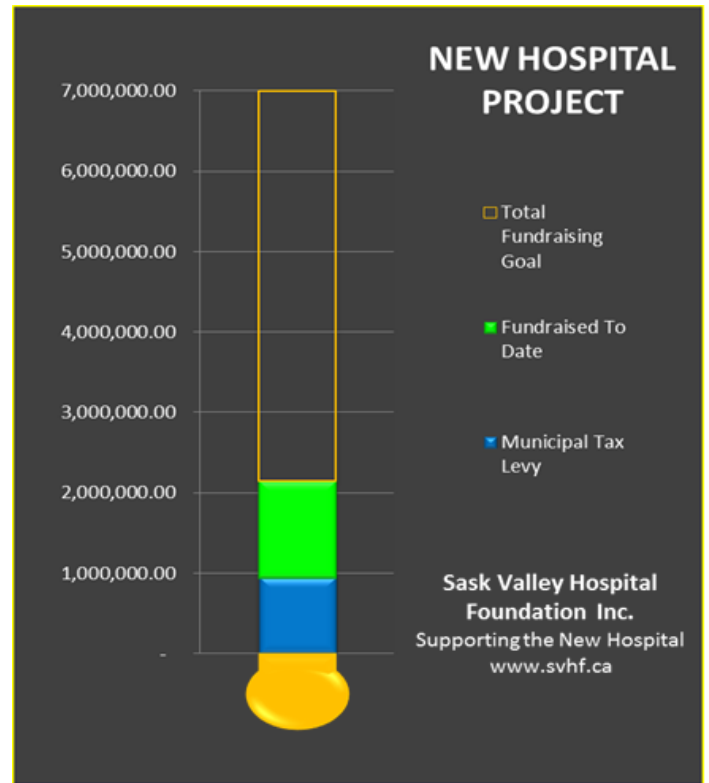 NEW HOSPITAL
PROJECT
7,000,000.00
6,000,000.00
5,000,000.00
4,000,000.00
3,000,000.00
2,000,000.00
1,000,000.00
-
Total
Fundraising
Goal
Fundraised To
Date
Municipal Tax
Levy
Sask Valley Hospital
Foundation Inc.
Supporting the New Hospital
www.svhf.ca